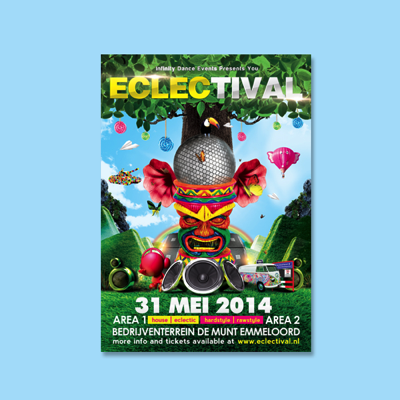 Infinity Dance Events Presents You
ECLECTIVAL
31 MEI 2014
AREA 1 house | eclectic hardstyle | rawstyle AREA 2
BEDRIJVENTERREIN DE MUNT EMMELOORD
more info and tickets available at www.eclectival.nl